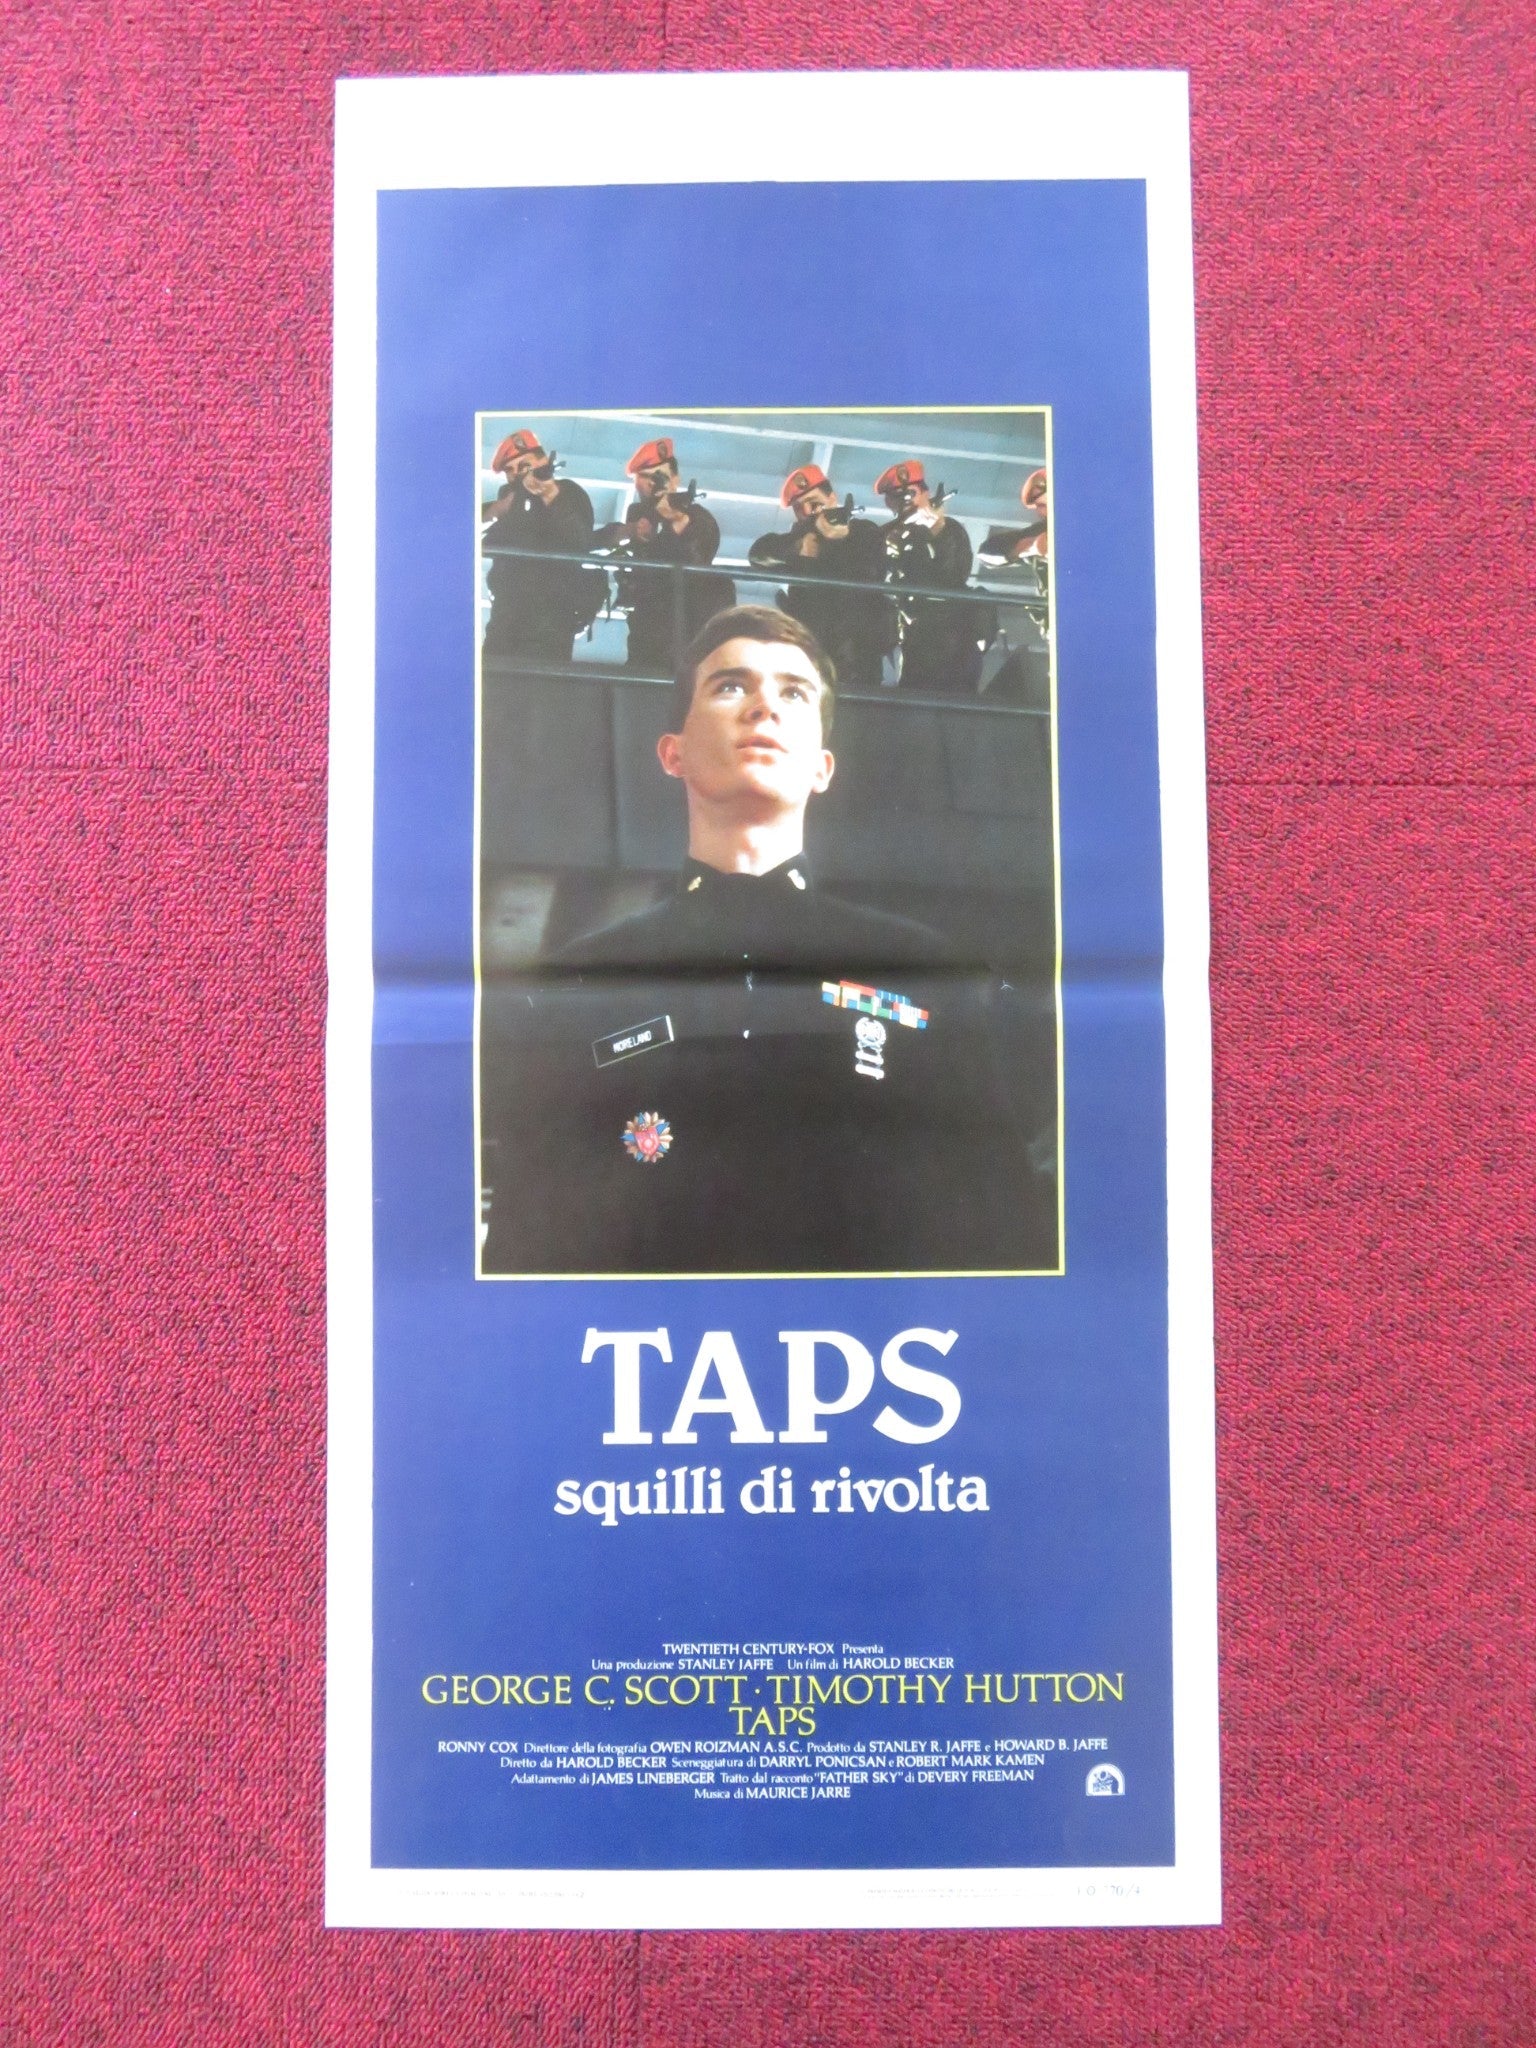 MORELAND
TAPS
squilli di rivolta
TWENTIETH CENTURY-FOX Presenta
Una produzione STANLEY JAFFE Un film di HAROLD BECKER
GEORGE C. SCOTT · TIMOTHY HUTTON
TAPS
RONNY COX Direttore della fotografia OWEN ROIZMAN A.S.C. Prodotto da STANLEY R. JAFFE e HOWARD B. JAFFE
Diretto da HAROLD BECKER Sceneggiatura di DARRYL PONICSAN e ROBERT MARK KAMEN
Adattamento di JAMES LINEBERGER Tratto dal racconto "FATHER SKY" di DEVERY FREEMAN
Musica di MAURICE JARRE